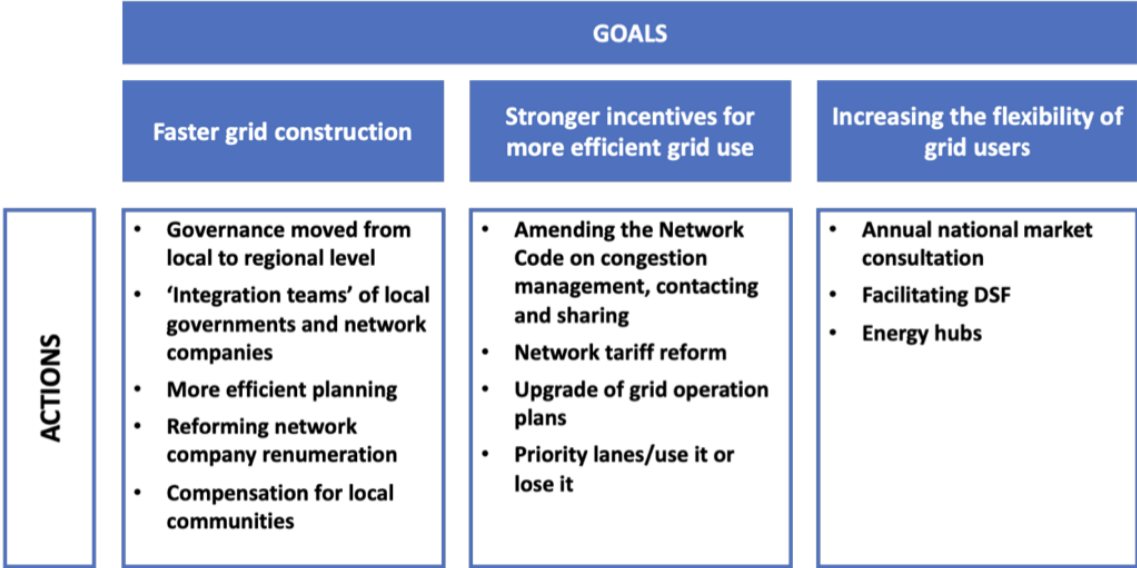 GOALS
Faster grid construction
Stronger incentives for
more efficient grid use
Increasing the flexibility of
grid users
ACTIONS
• Governance moved from
local to regional level
• ‘Integration teams’ of local
governments and network
companies
• More efficient planning
• Reforming network
company renumeration
• Compensation for local
communities
• Amending the Network
Code on congestion
management, contacting
and sharing
• Network tariff reform
• Upgrade of grid operation
plans
• Priority lanes/use it or
lose it
• Annual national market
consultation
• Facilitating DSF
• Energy hubs